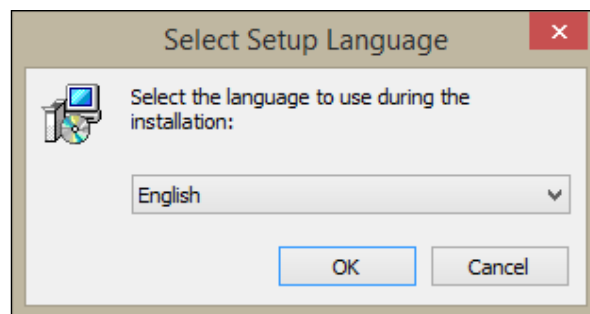 Select Setup Language
Select the language to use during the
installation:
English
OK
Cancel